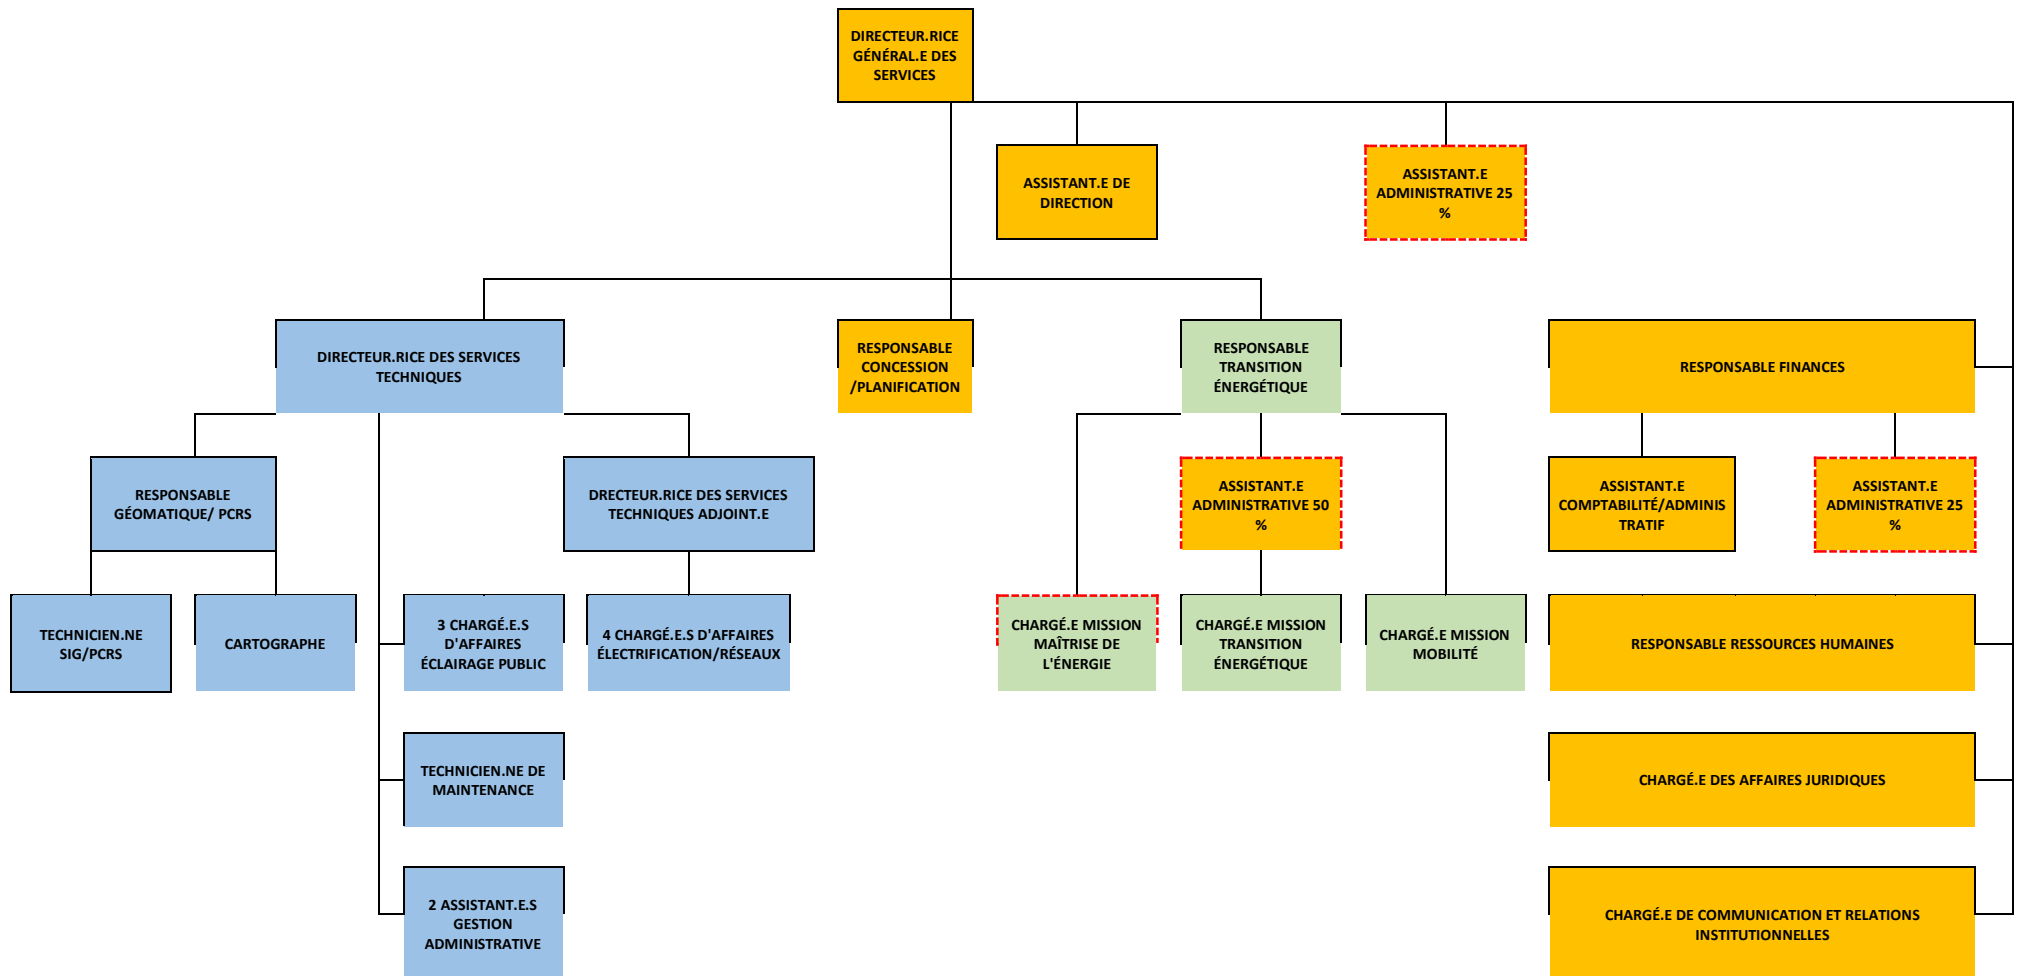 DIRECTEUR.RICE
GÉNÉRAL.E DES
SERVICES
ASSISTANT.E DE
DIRECTION
ASSISTANT.E
ADMINISTRATIVE 25
%
DIRECTEUR.RICE DES SERVICES
TECHNIQUES
RESPONSABLE
CONCESSION
/PLANIFICATION
RESPONSABLE
TRANSITION
ÉNERGÉTIQUE
RESPONSABLE FINANCES
RESPONSABLE
GÉOMATIQUE/ PCRS
DRECTEUR.RICE DES SERVICES
TECHNIQUES ADJOINT.E
ASSISTANT.E
ADMINISTRATIVE 50
%
ASSISTANT.E
COMPTABILITÉ/ADMINIS
TRATIF
ASSISTANT.E
ADMINISTRATIVE 25
%
TECHNICIEN.NE
SIG/PCRS
CARTOGRAPHE
3 CHARGÉ.E.S
D'AFFAIRES
ÉCLAIRAGE PUBLIC
4 CHARGÉ.E.S D'AFFAIRES
ÉLECTRIFICATION/RÉSEAUX
CHARGÉ.E MISSION
MAÎTRISE DE
L'ÉNERGIE
CHARGÉ.E MISSION
TRANSITION
ÉNERGÉTIQUE
CHARGÉ.E MISSION
MOBILITÉ
RESPONSABLE RESSOURCES HUMAINES
TECHNICIEN.NE DE
MAINTENANCE
CHARGÉ.E DES AFFAIRES JURIDIQUES
2 ASSISTANT.E.S
GESTION
ADMINISTRATIVE
CHARGÉ.E DE COMMUNICATION ET RELATIONS
INSTITUTIONNELLES